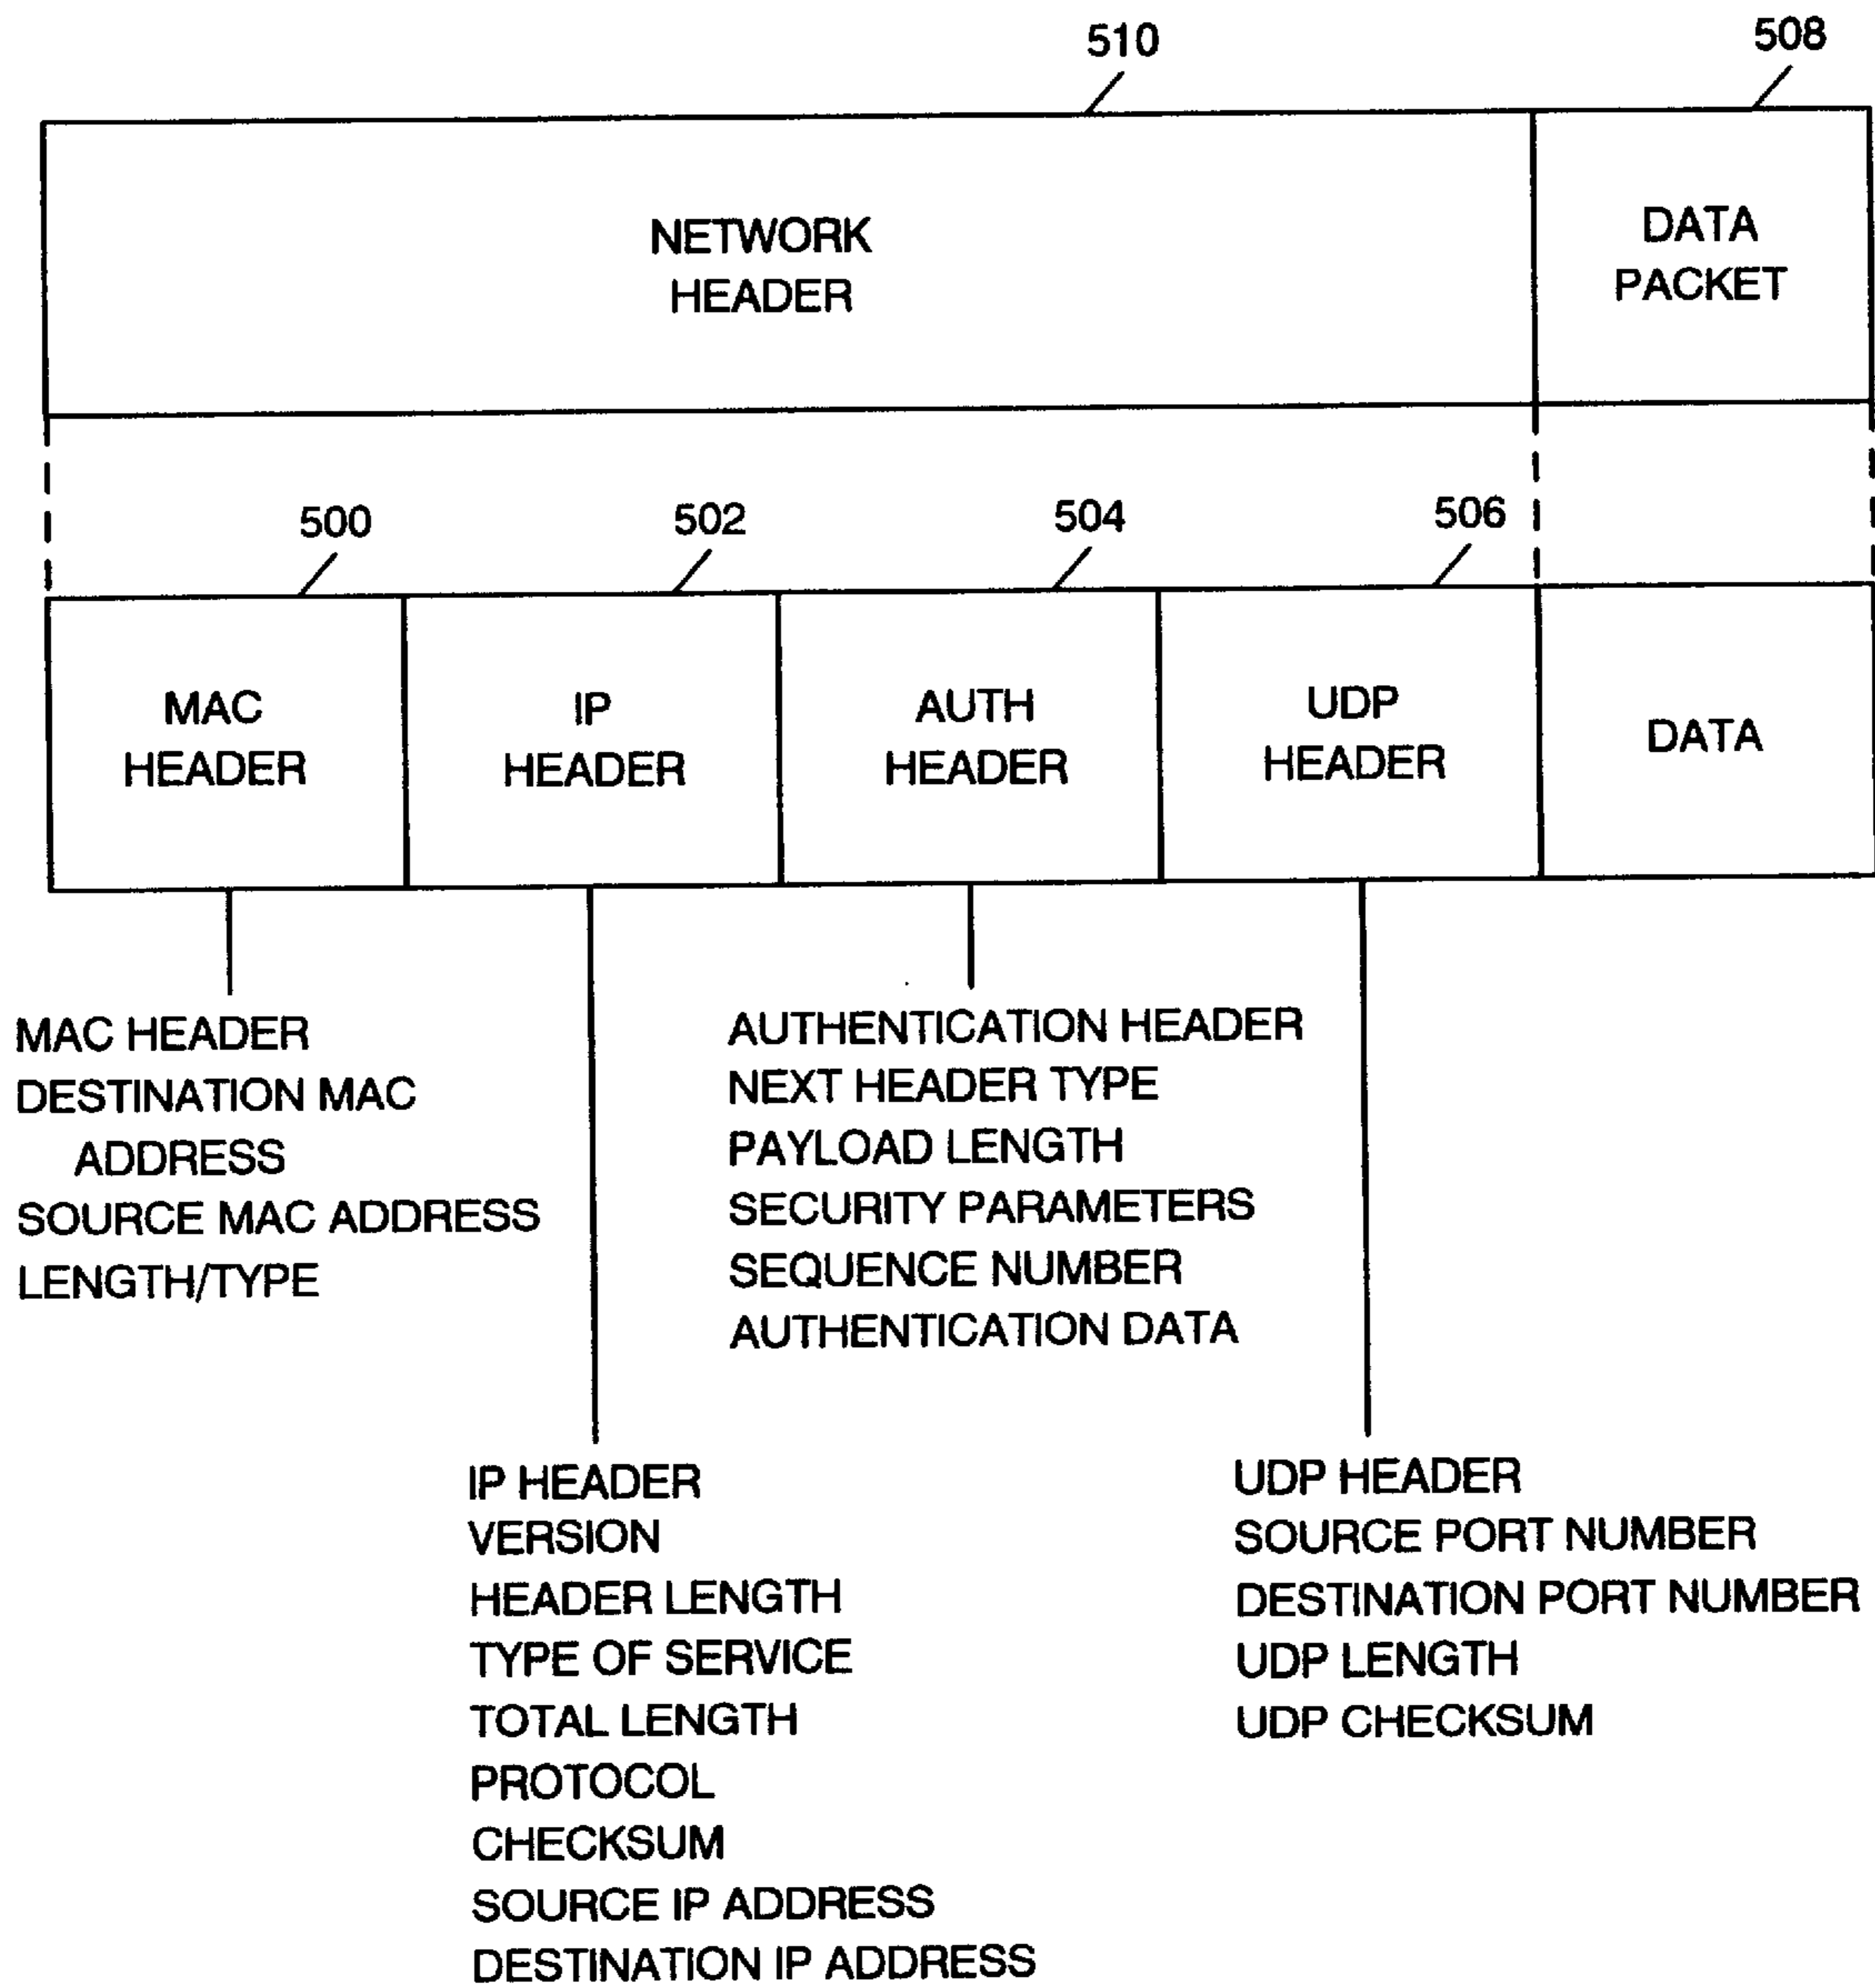 510
508
NETWORK
HEADER
DATA
PACKET
500
502
504
506
MAC
HEADER
IP
HEADER
AUTH
HEADER
UDP
HEADER
DATA
MAC HEADER
DESTINATION MAC
ADDRESS
SOURCE MAC ADDRESS
LENGTH/TYPE
AUTHENTICATION HEADER
NEXT HEADER TYPE
PAYLOAD LENGTH
SECURITY PARAMETERS
SEQUENCE NUMBER
AUTHENTICATION DATA
IP HEADER
VERSION
HEADER LENGTH
TYPE OF SERVICE
TOTAL LENGTH
PROTOCOL
CHECKSUM
SOURCE IP ADDRESS
DESTINATION IP ADDRESS
UDP HEADER
SOURCE PORT NUMBER
DESTINATION PORT NUMBER
UDP LENGTH
UDP CHECKSUM